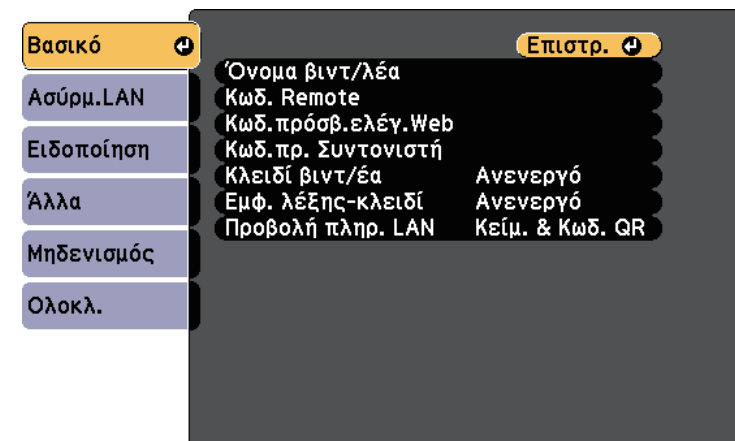 Βασικό
Ασύρμ.LAN
Ειδοποίηση
Άλλα
Μηδενισμός
Ολοκλ.
Επιστρ.
Όνομα βιντ/λέα
Κωδ. Remote
Κωδ.πρόσβ.ελέγ.Web
Κωδ.πρ. Συντονιστή
Κλειδί βιντ/έα Ανενεργό
Εμφ. λέξης-κλειδί Ανενεργό
Προβολή πληρ. LAN Κείμ. & Κωδ. QR